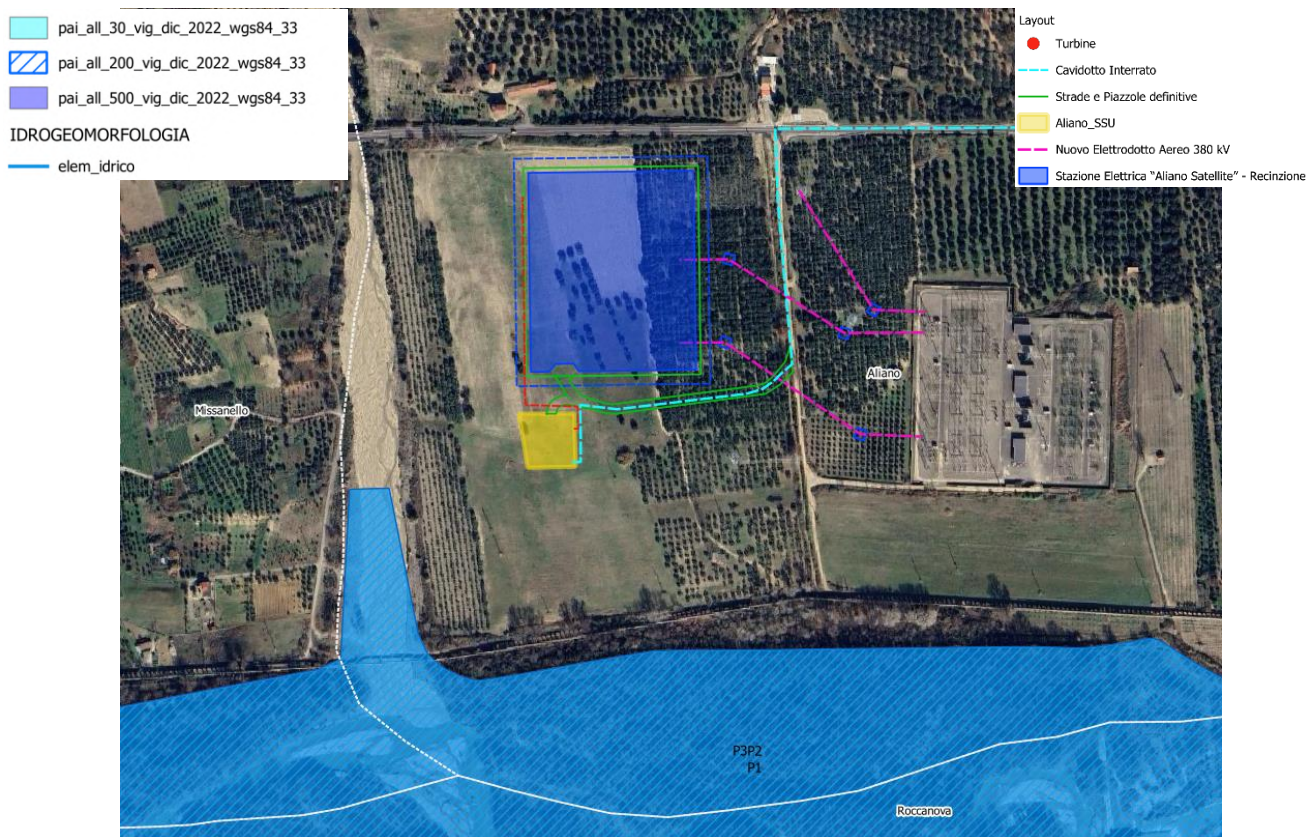 pai_all_30_vig_dic_2022_wgs84_33
pai_all_200_vig_dic_2022_wgs84_33
pai_all_500_vig_dic_2022_wgs84_33
IDROGEOMORFOLOGIA
elem_idrico
Layout
Turbine
Cavidotto Interrato
Strade e Piazzole definitive
Aliano_SSU
Nuovo Elettrodotto Aereo 380 kV
Stazione Elettrica "Aliano Satellite" - Recinzione
Aliano
Missanello
P3P2
P1
Roccanova